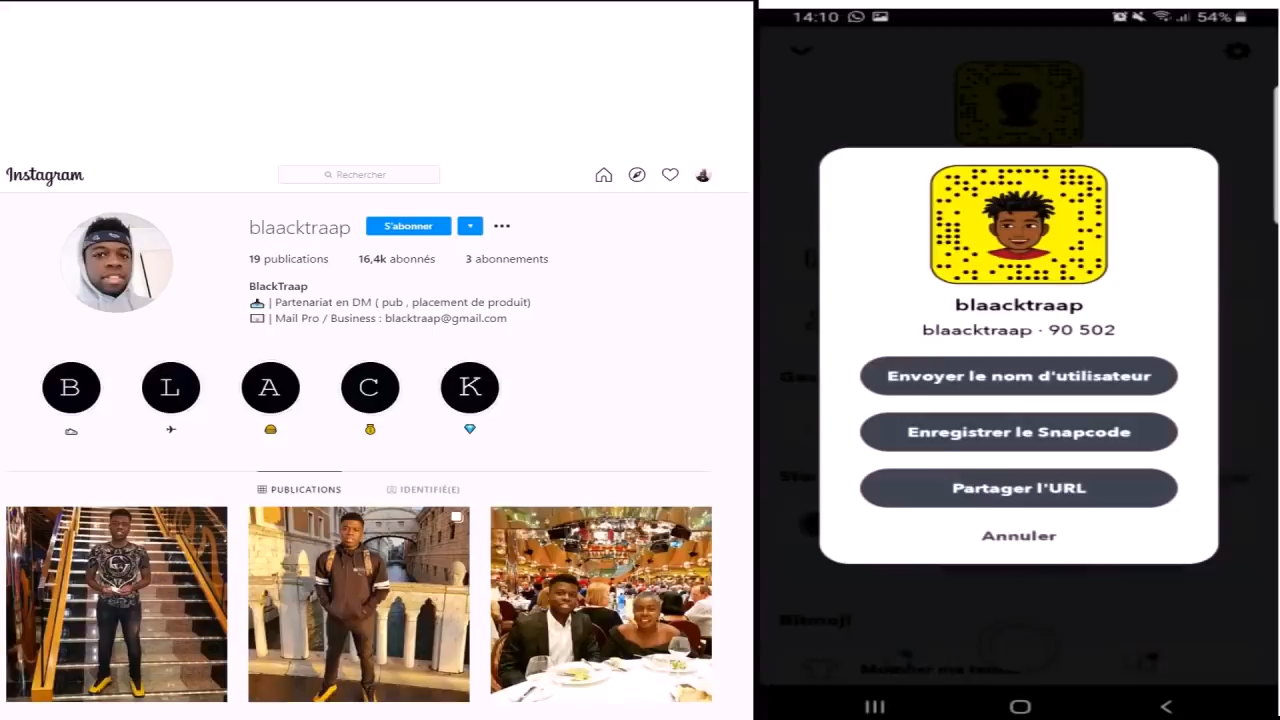 Instagram
Rechercher
blaacktraap S'abonner
19 publications 16,4k abonnés 3 abonnements
BlackTraap
| Partenariat en DM ( pub , placement de produit)
| Mail Pro / Business : blacktraap@gmail.com
B L A C K
PUBLICATIONS IDENTIFIÉ(E)
14:10 54%
blaacktraap
blaacktraap · 90 502
Envoyer le nom d'utilisateur
Enregistrer le Snapcode
Partager l'URL
Annuler
Bitmoji